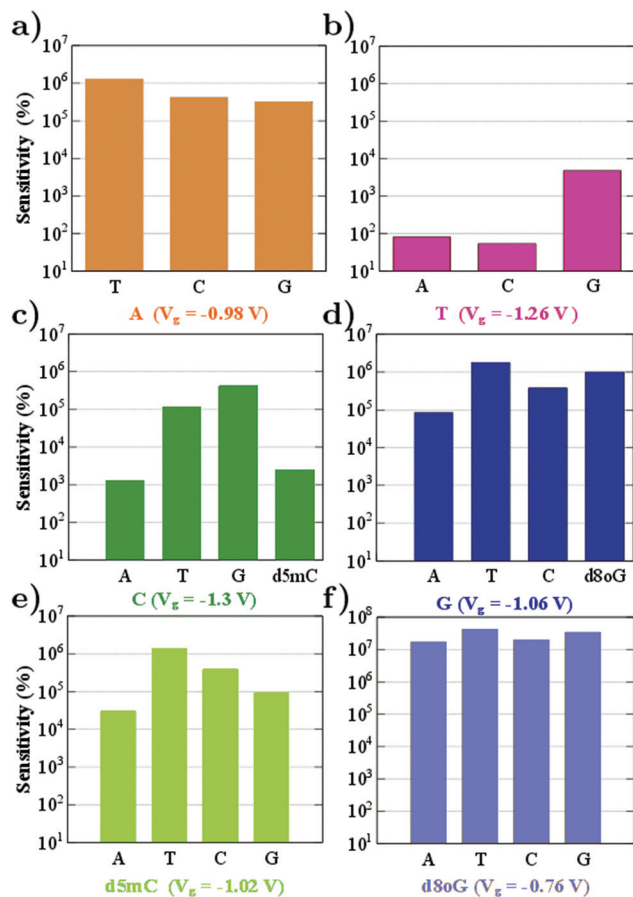 a)
Sensitivity (%)
10^7
10^6
10^5
10^4
10^3
10^2
10^1
T C G
A (V_g = -0.98 V)
b)
10^7
10^6
10^5
10^4
10^3
10^2
10^1
A C G
T (V_g = -1.26 V)
c)
Sensitivity (%)
10^7
10^6
10^5
10^4
10^3
10^2
10^1
A T G d5mC
C (V_g = -1.3 V)
d)
10^7
10^6
10^5
10^4
10^3
10^2
10^1
A T C d8oG
G (V_g = -1.06 V)
e)
Sensitivity (%)
10^7
10^6
10^5
10^4
10^3
10^2
10^1
A T C G
d5mC (V_g = -1.02 V)
f)
10^8
10^7
10^6
10^5
10^4
10^3
10^2
10^1
A T C G
d8oG (V_g = -0.76 V)